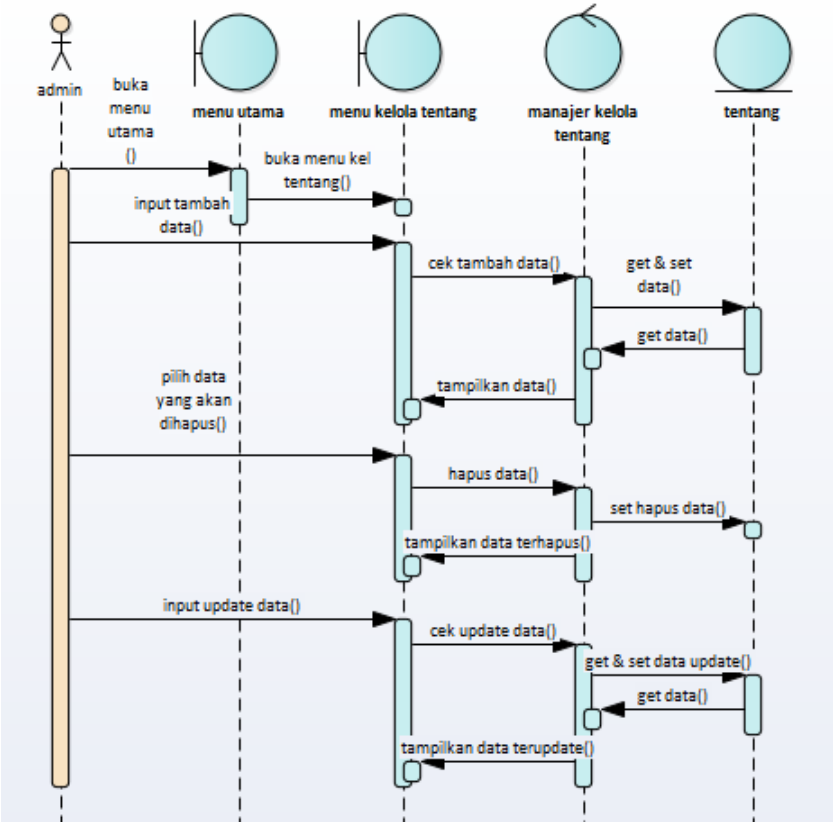 admin
menu utama
menu kelola tentang
manajer kelola
tentang
tentang
buka
menu
utama
()
buka menu kel
tentang()
input tambah
data()
cek tambah data()
get & set
data()
get data()
tampilkan data()
pilih data
yang akan
dihapus()
hapus data()
set hapus data()
tampilkan data terhapus()
input update data()
cek update data()
get & set data update()
get data()
tampilkan data terupdate()